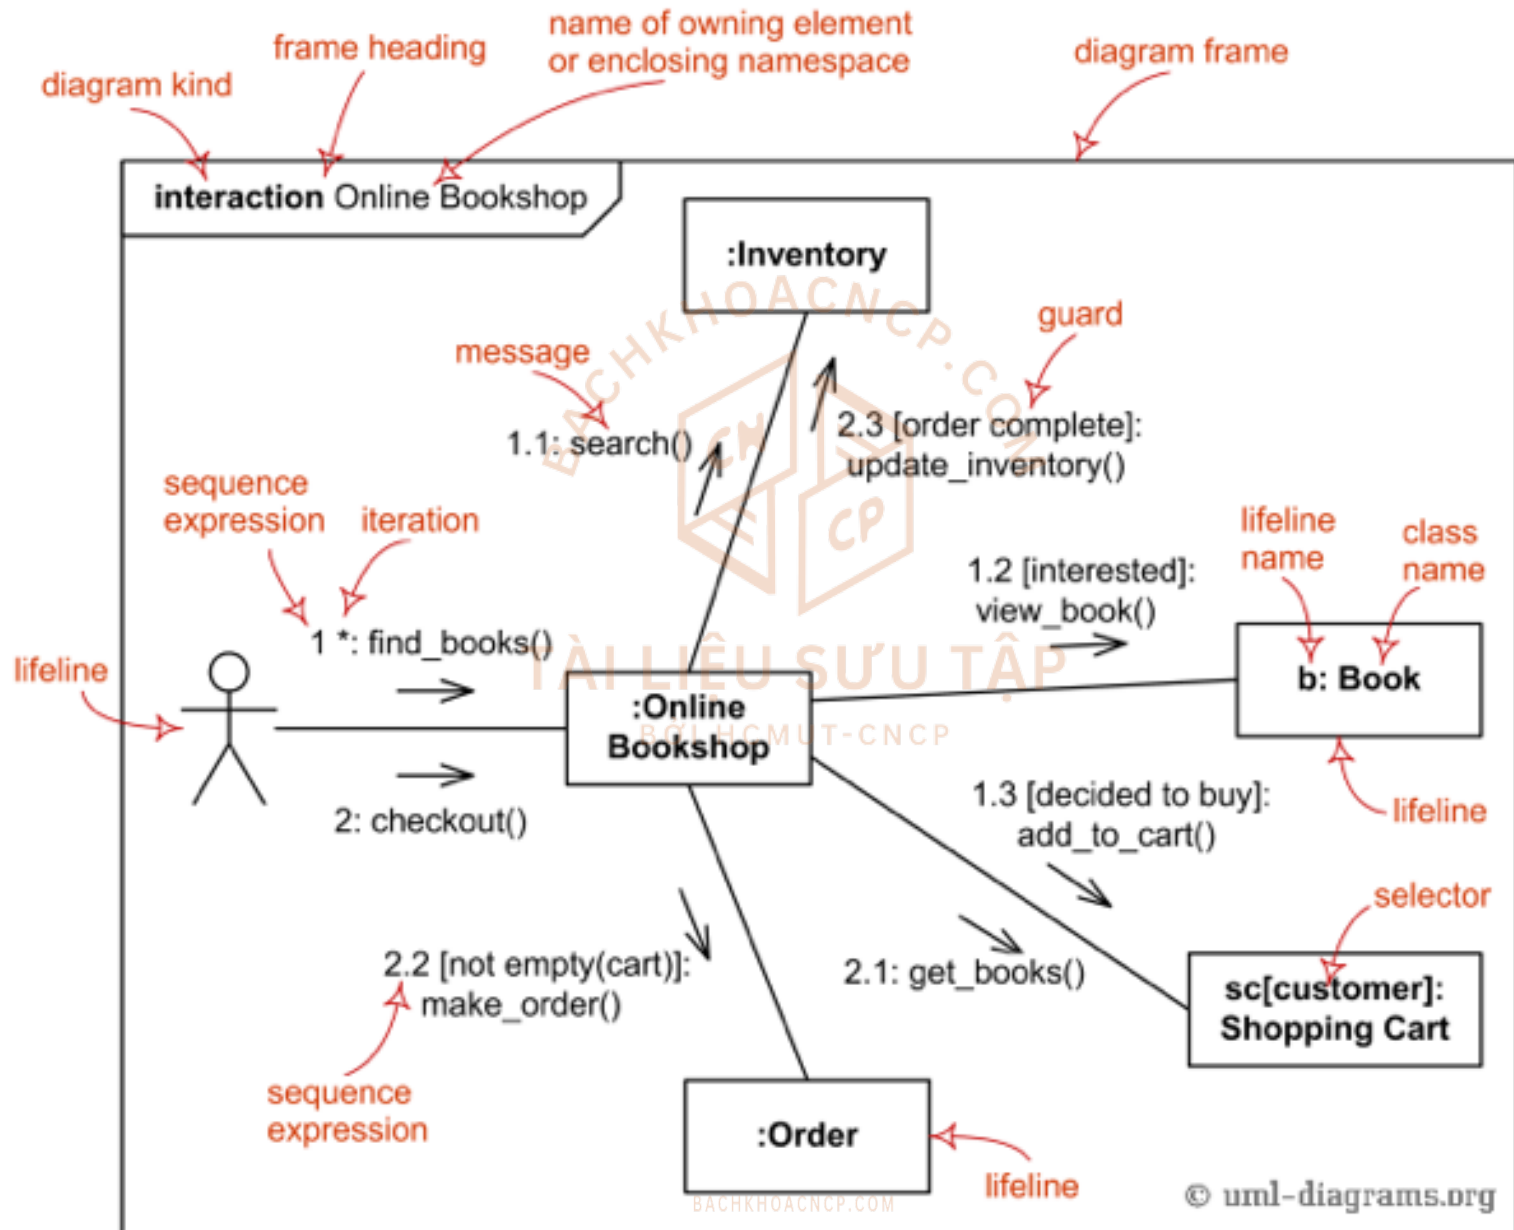 name of owning element
or enclosing namespace
frame heading
diagram frame
diagram kind
interaction Online Bookshop
:Inventory
BACHKHOACNCP.COM
guard
message
1.1: search()
2.3 [order complete]:
update_inventory()
CN
CP
sequence
expression
iteration
lifeline
name
class
name
1.2 [interested]:
view_book()
1 *: find_books()
TÀI LIỆU SƯU TẬP
BỞI HCMUT-CNCP
lifeline
:Online
Bookshop
b: Book
2: checkout()
1.3 [decided to buy]:
add_to_cart()
lifeline
selector
2.2 [not empty(cart)]:
make_order()
2.1: get_books()
sc[customer]:
Shopping Cart
sequence
expression
:Order
lifeline
BACHKHOACNCP.COM
© uml-diagrams.org